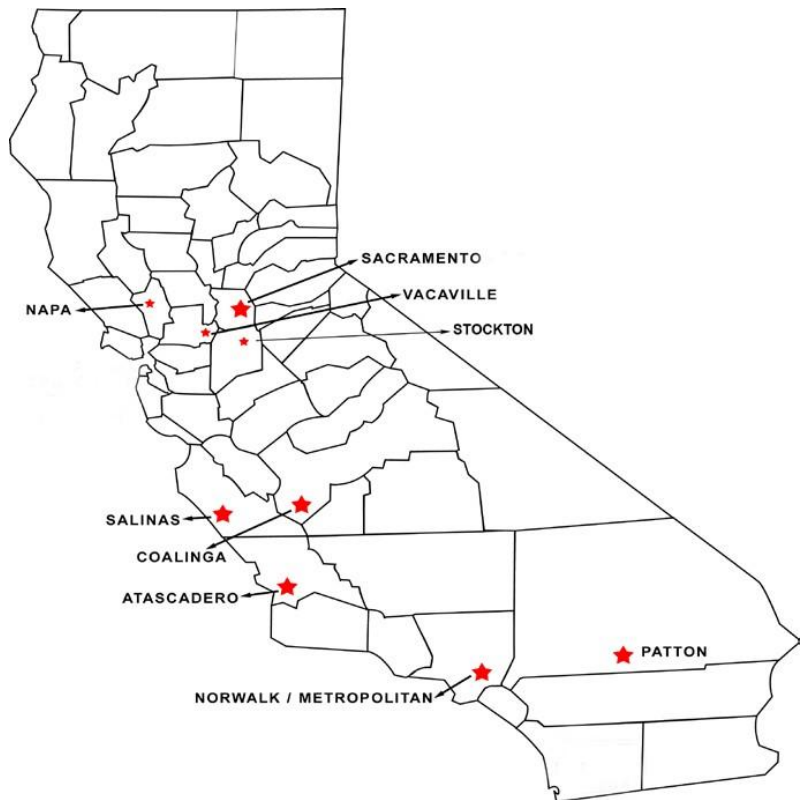 SACRAMENTO
VACAVILLE
NAPA
STOCKTON
SALINAS
COALINGA
ATASCADERO
PATTON
NORWALK / METROPOLITAN